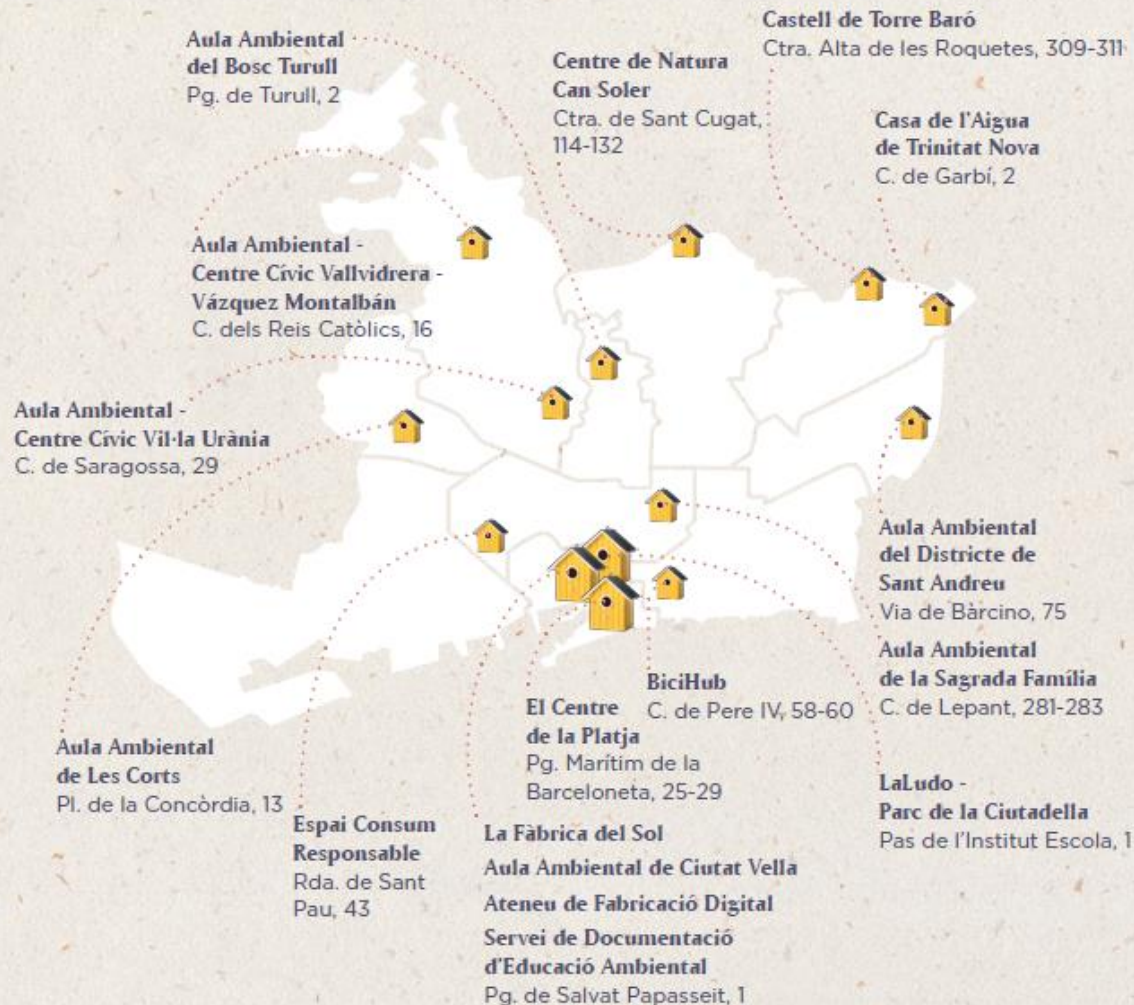 Aula Ambiental
del Bosc Turull
Pg. de Turull, 2
Centre de Natura
Can Soler
Ctra. de Sant Cugat,
114-132
Castell de Torre Baró
Ctra. Alta de les Roquetes, 309-311
Casa de l'Aigua
de Trinitat Nova
C. de Garbí, 2
Aula Ambiental -
Centre Cívic Vallvidrera -
Vázquez Montalbán
C. dels Reis Catòlics, 16
Aula Ambiental -
Centre Cívic Vil·la Urània
C. de Saragossa, 29
Aula Ambiental
del Districte de
Sant Andreu
Via de Bàrcino, 75
Aula Ambiental
de la Sagrada Família
C. de Lepant, 281-283
BiciHub
C. de Pere IV, 58-60
El Centre
de la Platja
Pg. Marítim de la
Barceloneta, 25-29
Aula Ambiental
de Les Corts
Pl. de la Concòrdia, 13
LaLudo -
Parc de la Ciutadella
Pas de l'Institut Escola, 1
Espai Consum
Responsable
Rda. de Sant
Pau, 43
La Fàbrica del Sol
Aula Ambiental de Ciutat Vella
Ateneu de Fabricació Digital
Servei de Documentació
d'Educació Ambiental
Pg. de Salvat Papasseit, 1